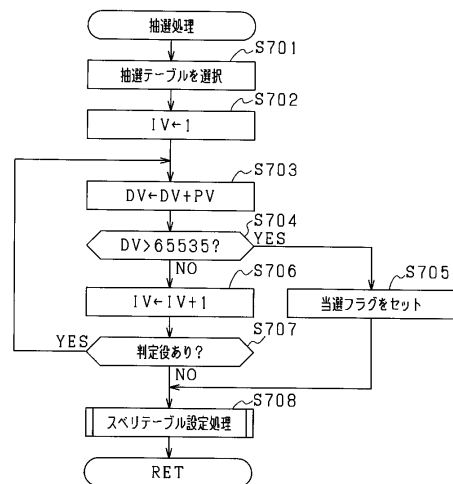 抽選処理
S701
抽選テーブルを選択
S702
IV←1
S703
DV←DV+PV
S704
DV>65535?
YES
NO
S706
S705
IV←IV+1
当選フラグをセット
S707
YES
判定役あり?
NO
S708
スベリテーブル設定処理
RET